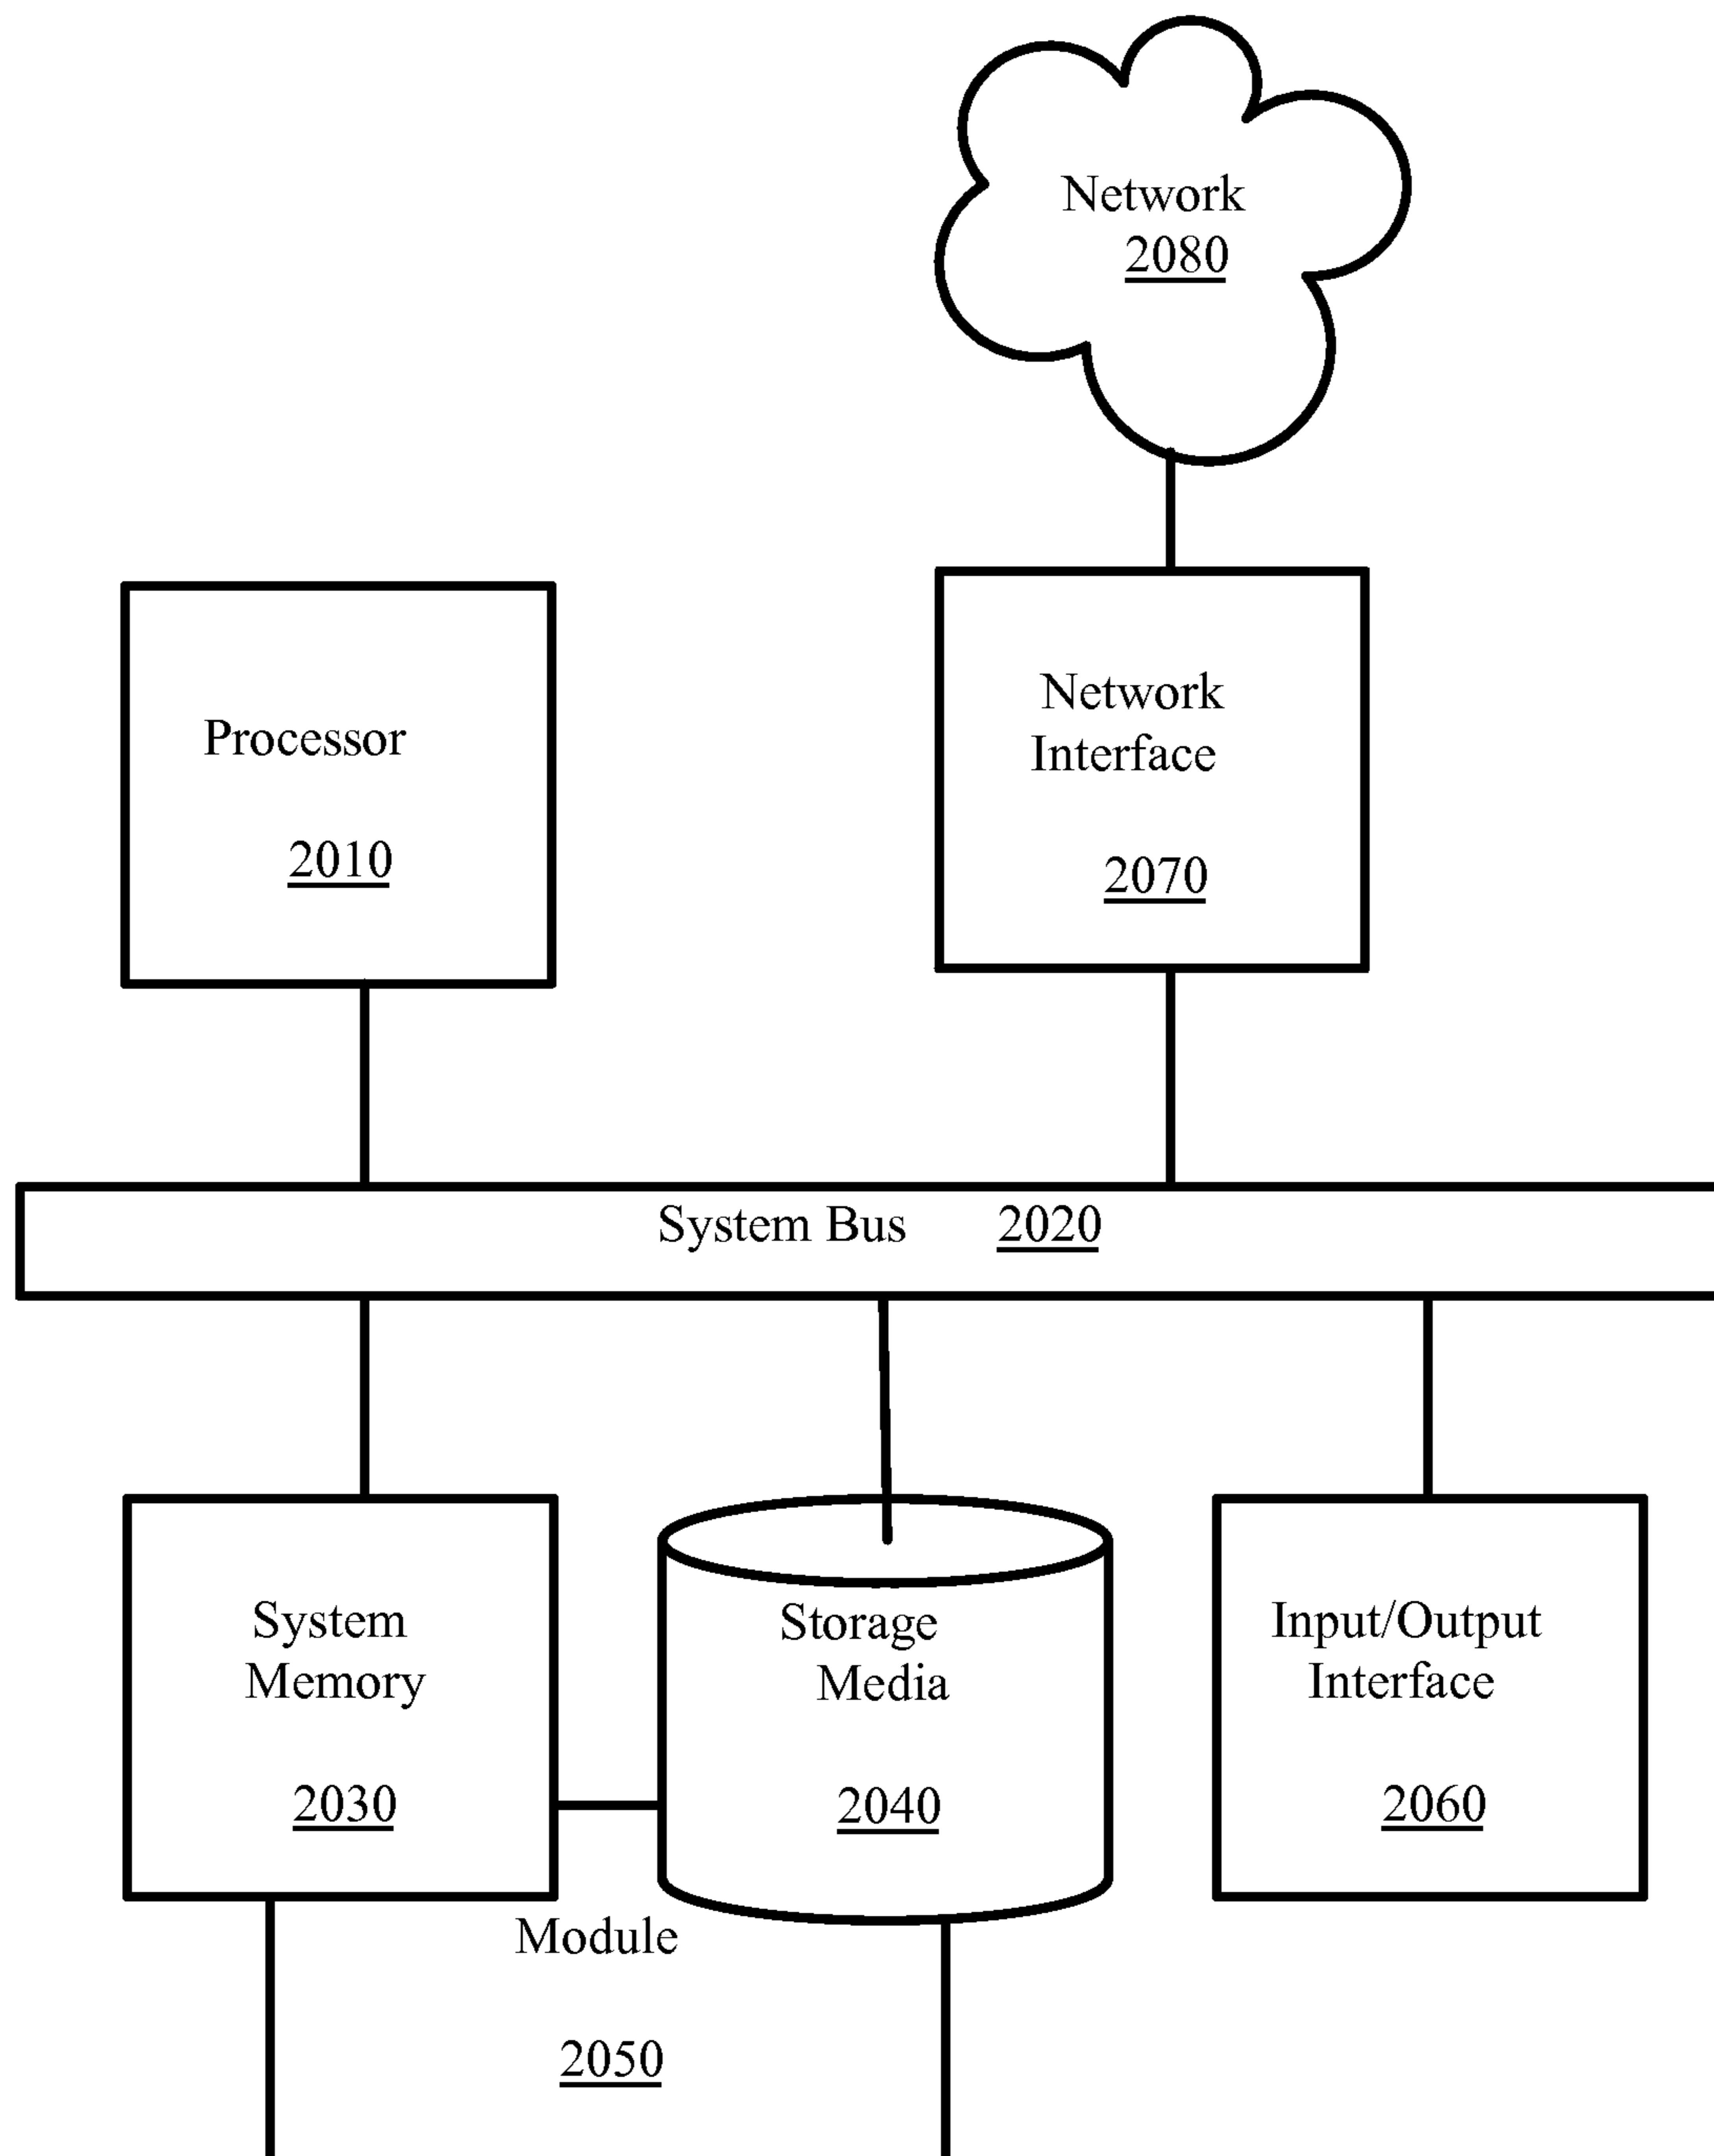 Network
2080
Processor
2010
Network
Interface
2070
System Bus 2020
System
Memory
2030
Storage
Media
2040
Input/Output
Interface
2060
Module
2050